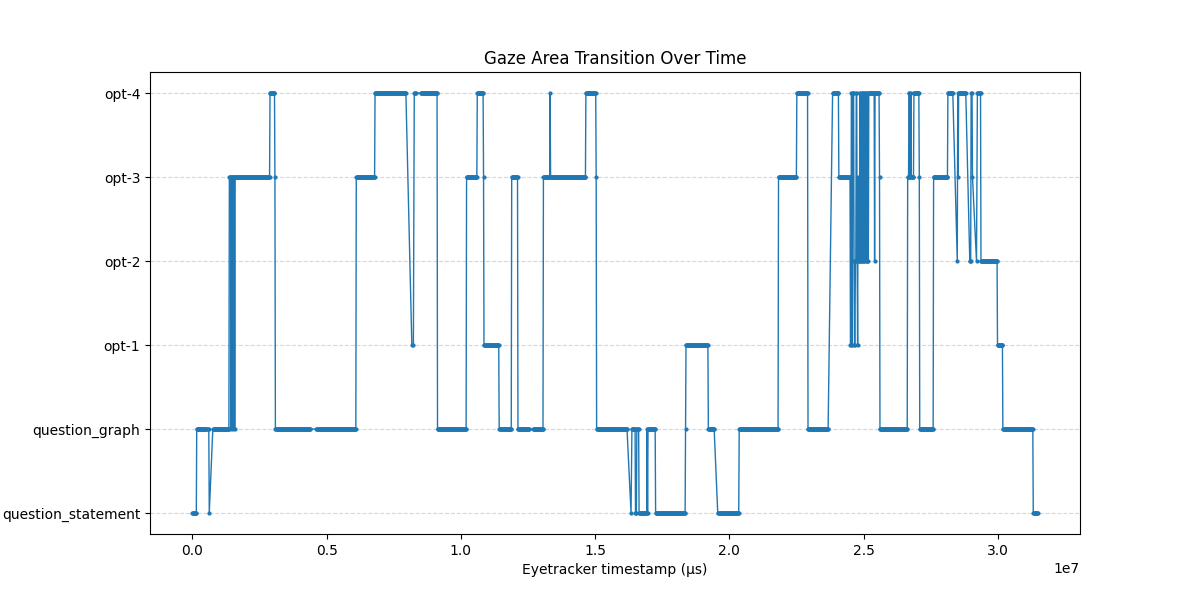 Gaze Area Transition Over Time
opt-4
opt-3
opt-2
opt-1
question_graph
question_statement
0.0 0.5 1.0 1.5 2.0 2.5 3.0
1e7
Eyetracker timestamp (µs)